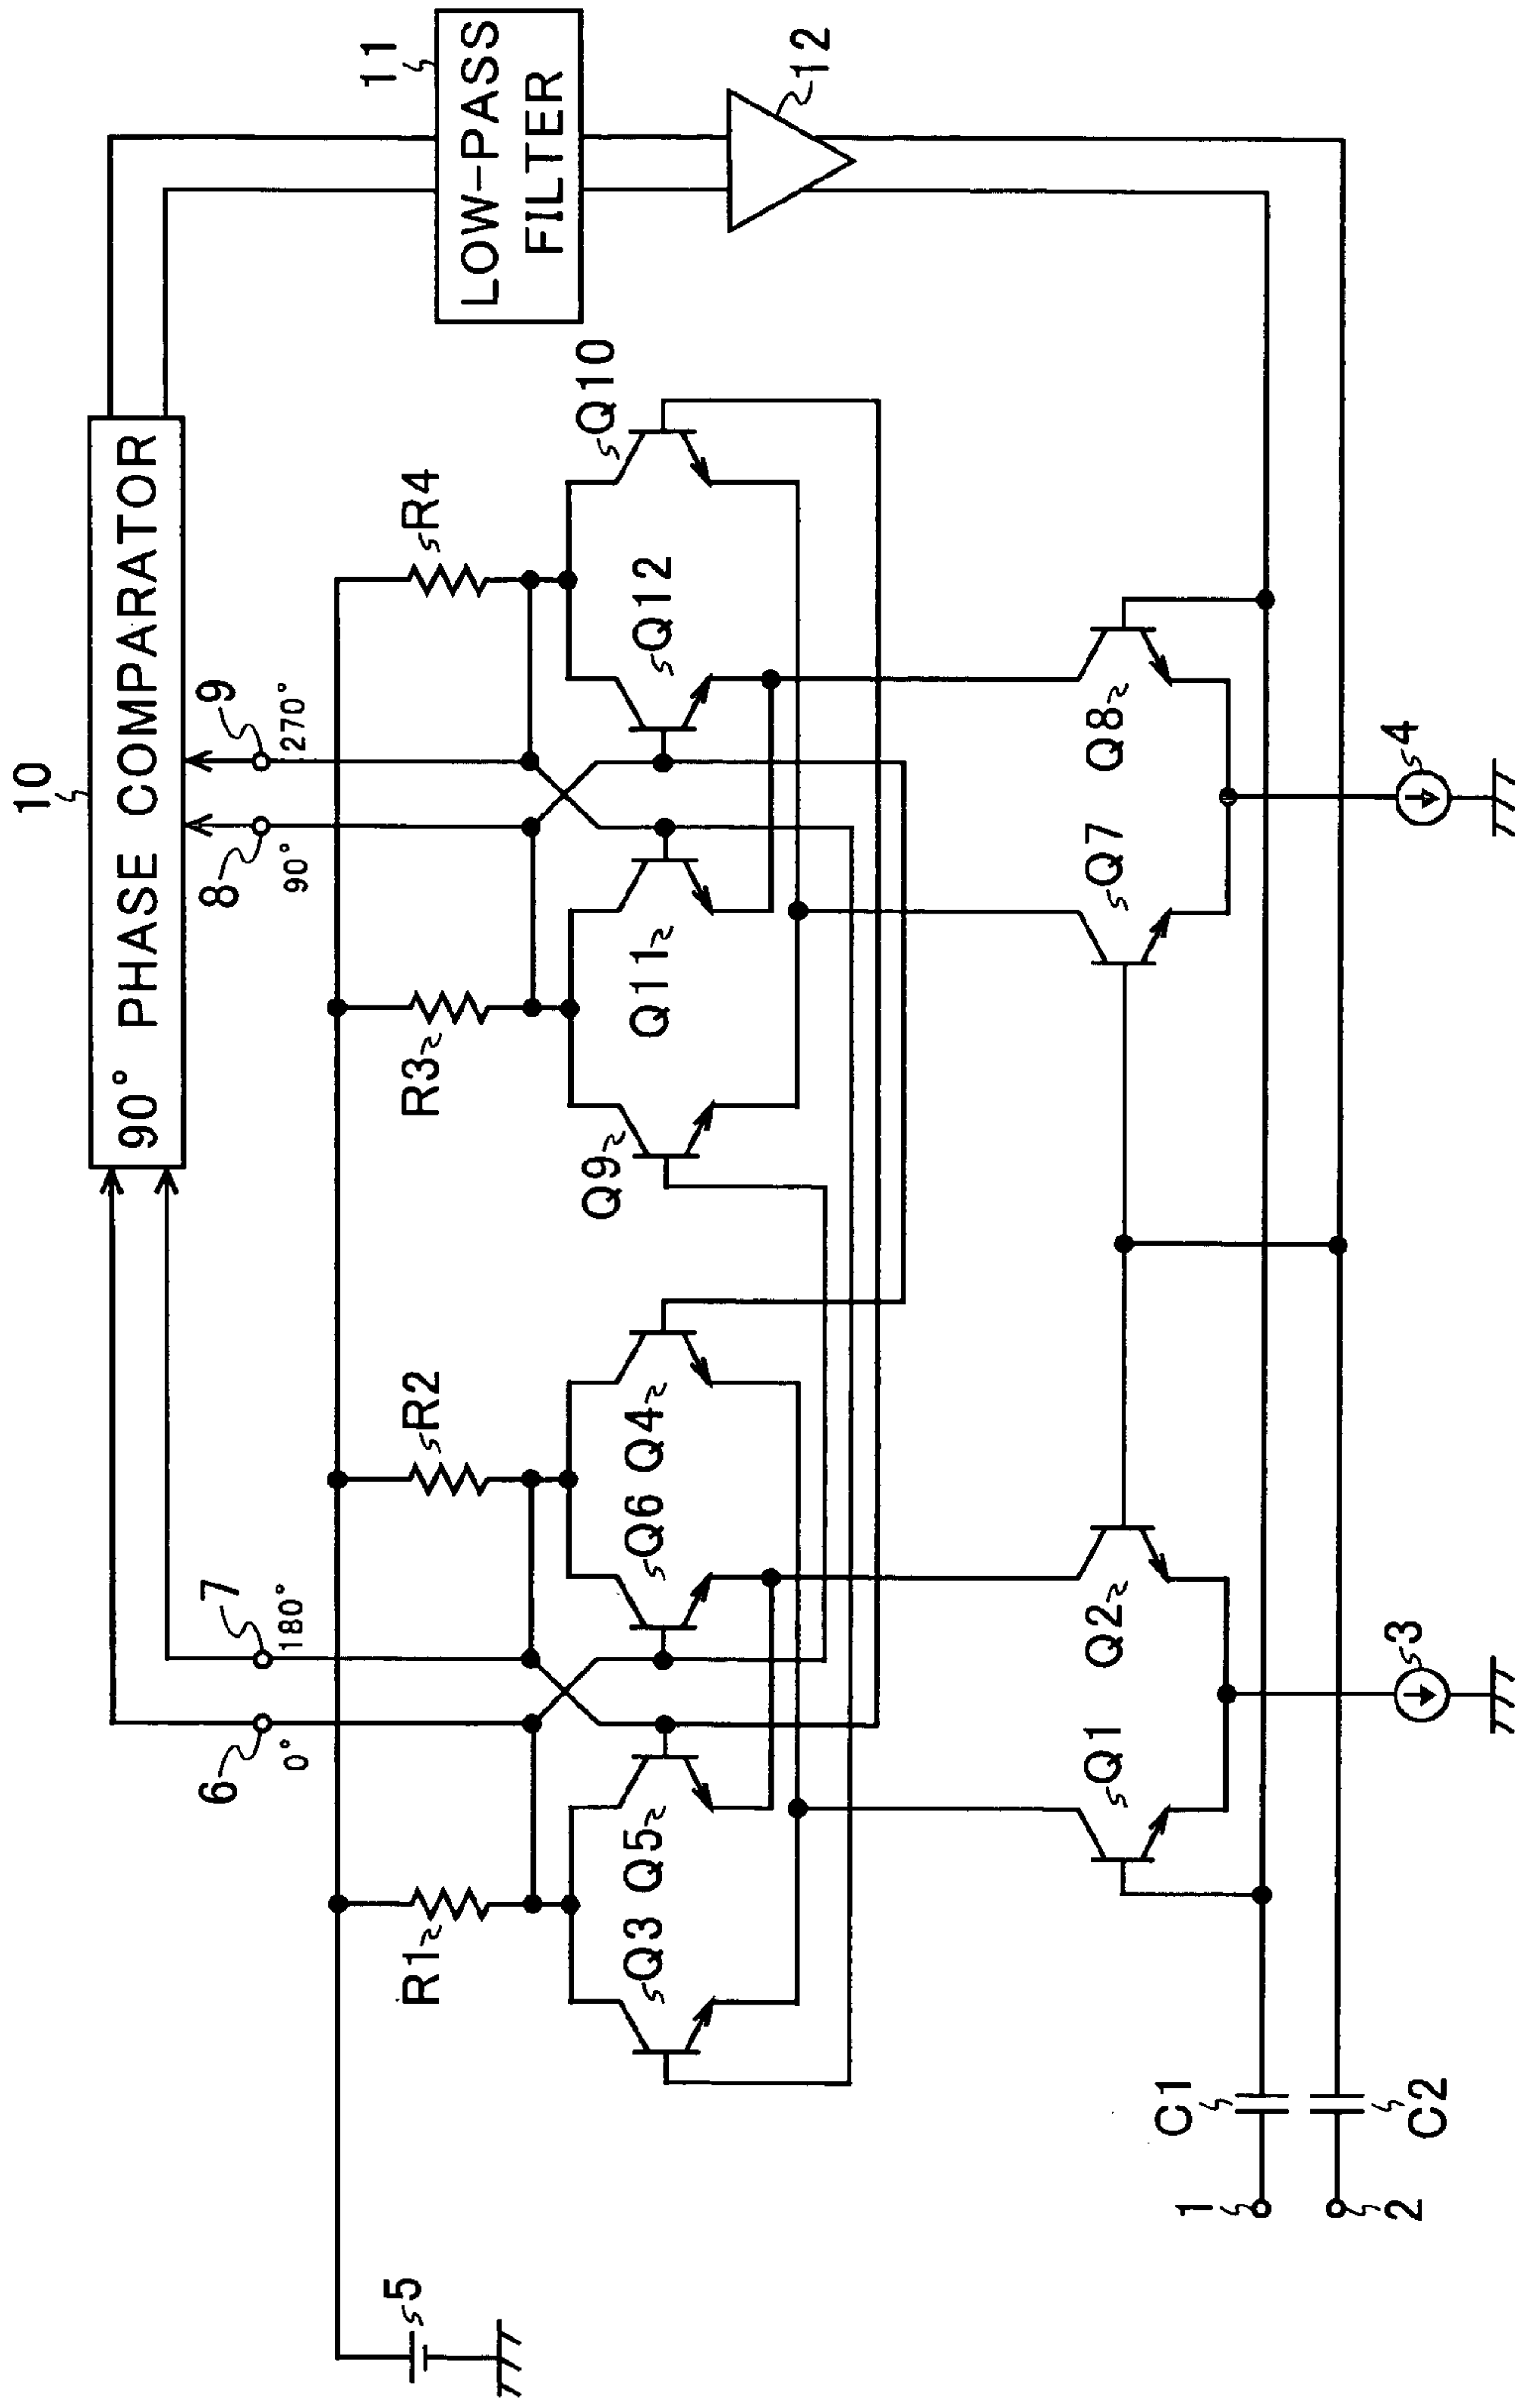 10
90° PHASE COMPARATOR
11
LOW-PASS
FILTER
12
6
0°
7
180°
8
90°
9
270°
5
R1
R2
R3
R4
Q3
Q5
Q6
Q4
Q9
Q11
Q12
Q10
Q1
Q2
Q7
Q8
1
C1
2
C2
3
4